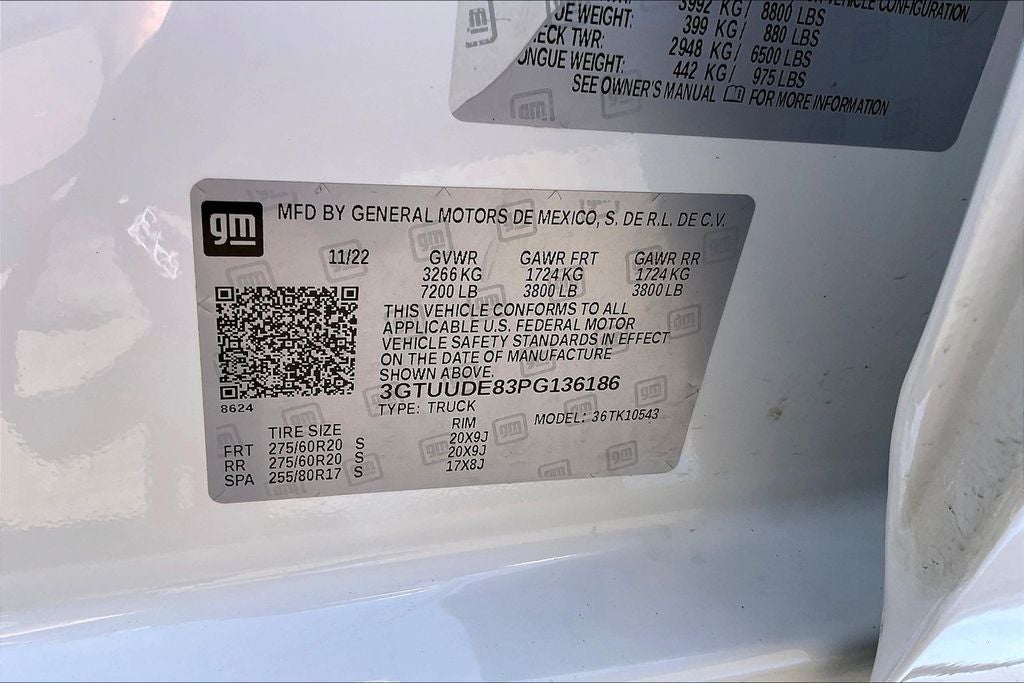 VEHICLE CONFIGURATION.
3992 KG/ 8800 LBS
UE WEIGHT: 399 KG/ 880 LBS
ECK TWR: 2948 KG/ 6500 LBS
ONGUE WEIGHT: 442 KG/ 975 LBS
SEE OWNER'S MANUAL FOR MORE INFORMATION
gm MFD BY GENERAL MOTORS DE MEXICO, S. DE R.L. DE C.V.
11/22 GVWR GAWR FRT GAWR RR
3266 KG 1724 KG 1724 KG
7200 LB 3800 LB 3800 LB
THIS VEHICLE CONFORMS TO ALL
APPLICABLE U.S. FEDERAL MOTOR
VEHICLE SAFETY STANDARDS IN EFFECT
ON THE DATE OF MANUFACTURE
SHOWN ABOVE.
3GTUUDE83PG136186
8624
TYPE: TRUCK MODEL: 36TK10543
TIRE SIZE RIM
FRT 275/60R20 S 20X9J
RR 275/60R20 S 20X9J
SPA 255/80R17 S 17X8J